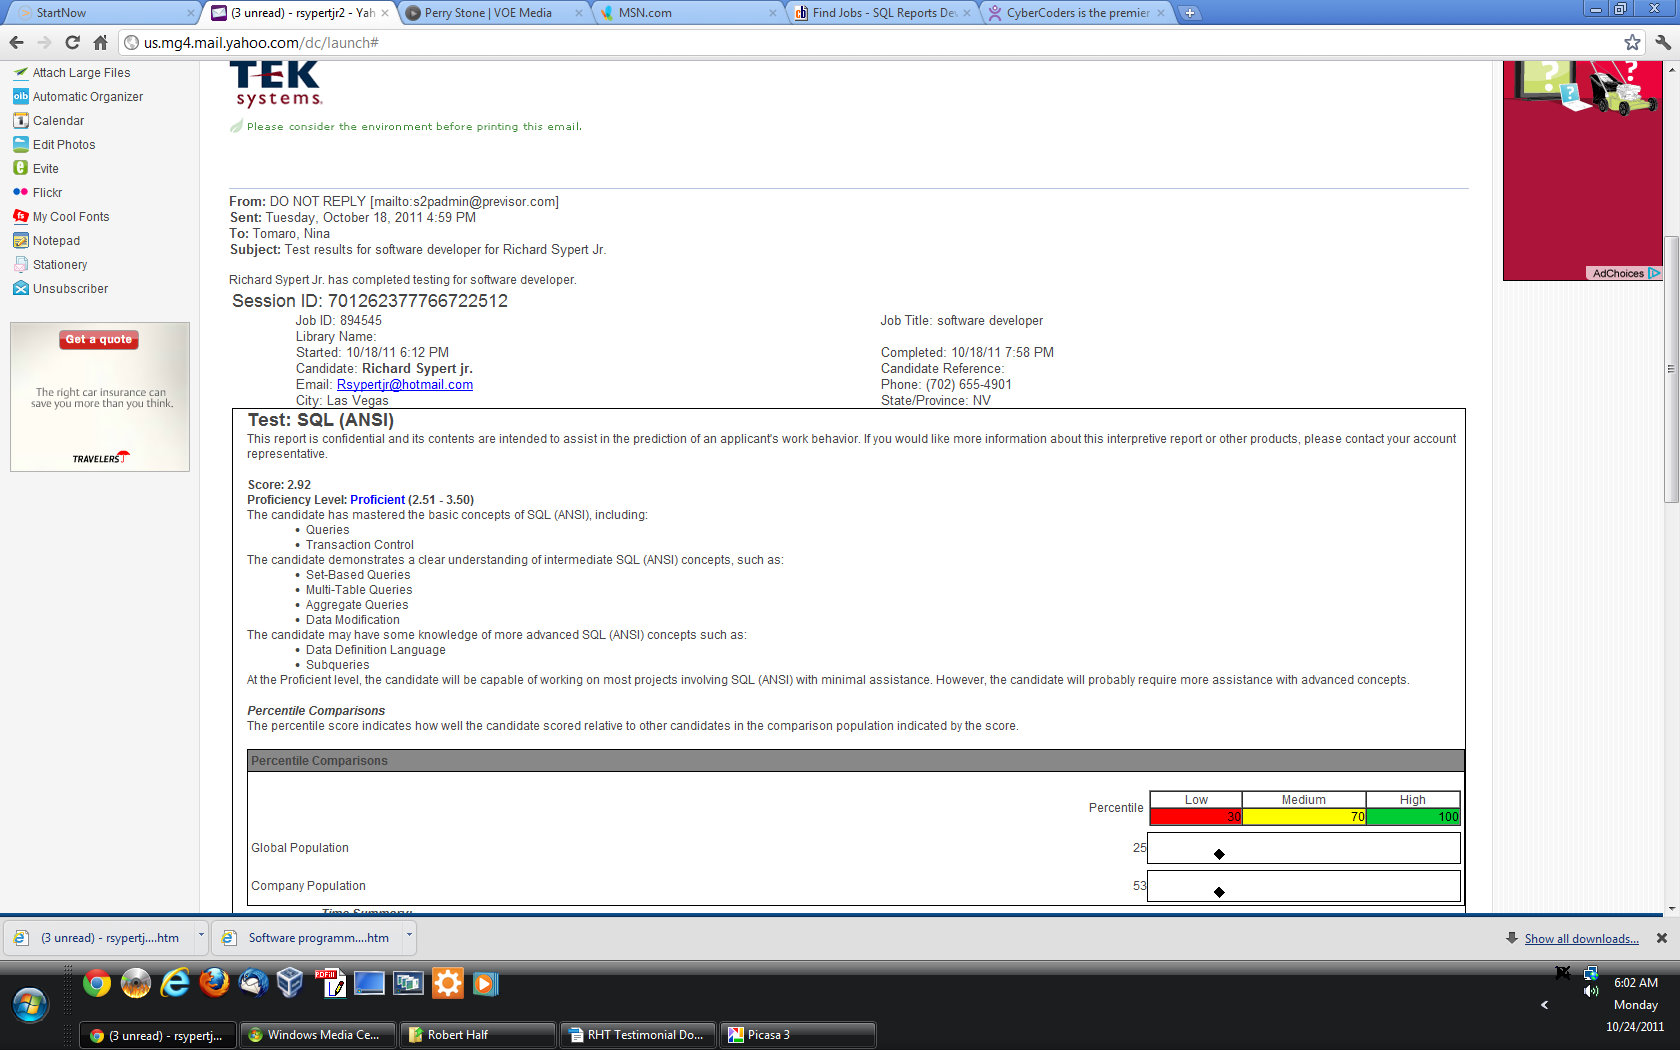 StartNow
(3 unread) - rsypertjr2 - Yah
Perry Stone | VOE Media
MSN.com
Find Jobs - SQL Reports Dev
CyberCoders is the premier
us.mg4.mail.yahoo.com/dc/launch#
Attach Large Files
Automatic Organizer
Calendar
Edit Photos
Evite
Flickr
My Cool Fonts
Notepad
Stationery
Unsubscriber
Get a quote
The right car insurance can
save you more than you think.
TRAVELERS
TEK
systems.
Please consider the environment before printing this email.
From: DO NOT REPLY [mailto:s2padmin@previsor.com]
Sent: Tuesday, October 18, 2011 4:59 PM
To: Tomaro, Nina
Subject: Test results for software developer for Richard Sypert Jr.
Richard Sypert Jr. has completed testing for software developer.
Session ID: 701262377766722512
Job ID: 894545 Job Title: software developer
Library Name:
Started: 10/18/11 6:12 PM Completed: 10/18/11 7:58 PM
Candidate: Richard Sypert jr. Candidate Reference:
Email: Rsypertjr@hotmail.com Phone: (702) 655-4901
City: Las Vegas State/Province: NV
Test: SQL (ANSI)
This report is confidential and its contents are intended to assist in the prediction of an applicant's work behavior. If you would like more information about this interpretive report or other products, please contact your account
representative.
Score: 2.92
Proficiency Level: Proficient (2.51 - 3.50)
The candidate has mastered the basic concepts of SQL (ANSI), including:
• Queries
• Transaction Control
The candidate demonstrates a clear understanding of intermediate SQL (ANSI) concepts, such as:
• Set-Based Queries
• Multi-Table Queries
• Aggregate Queries
• Data Modification
The candidate may have some knowledge of more advanced SQL (ANSI) concepts such as:
• Data Definition Language
• Subqueries
At the Proficient level, the candidate will be capable of working on most projects involving SQL (ANSI) with minimal assistance. However, the candidate will probably require more assistance with advanced concepts.
Percentile Comparisons
The percentile score indicates how well the candidate scored relative to other candidates in the comparison population indicated by the score.
Percentile Comparisons
Percentile
Low Medium High
30 70 100
Global Population 25
Company Population 53
Time Summary:
AdChoices
(3 unread) - rsypertj....htm
Software programm....htm
Show all downloads...
6:02 AM
Monday
10/24/2011
(3 unread) - rsypertj...
Windows Media Ce...
Robert Half
RHT Testimonial Do...
Picasa 3